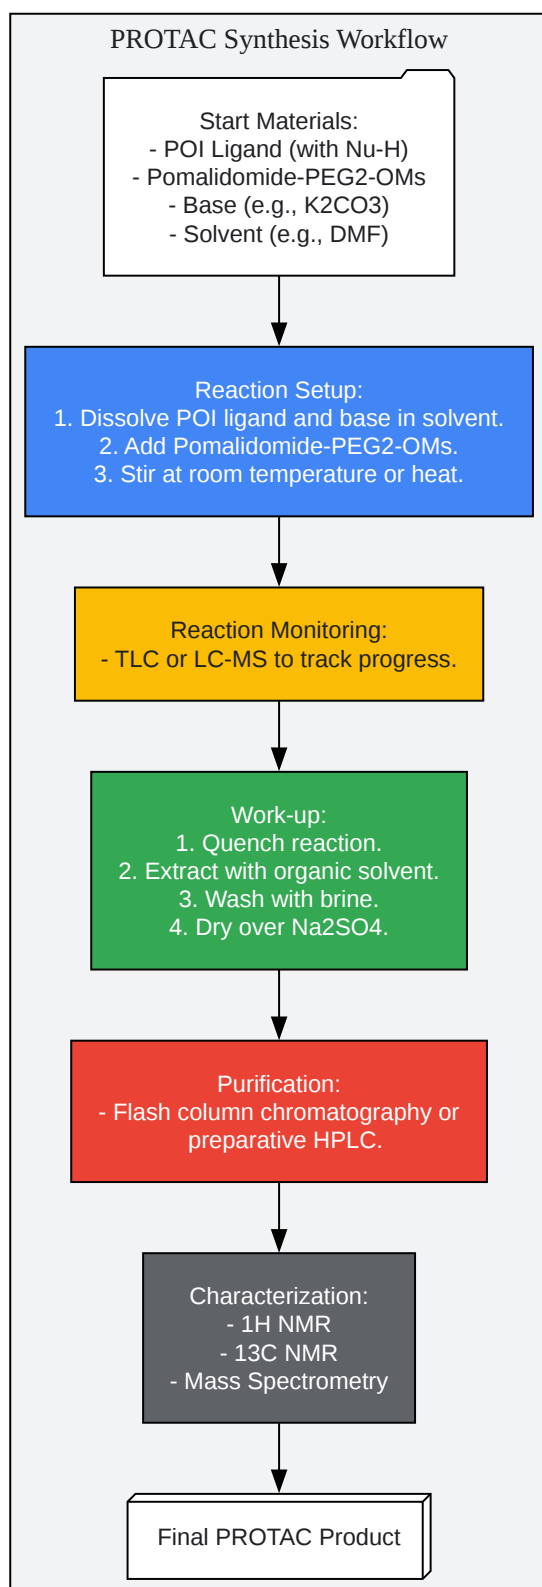 PROTAC Synthesis Workflow
Start Materials:
- POI Ligand (with Nu-H)
- Pomalidomide-PEG2-OMs
- Base (e.g., K2CO3)
- Solvent (e.g., DMF)
Reaction Setup:
1. Dissolve POI ligand and base in solvent.
2. Add Pomalidomide-PEG2-OMs.
3. Stir at room temperature or heat.
Reaction Monitoring:
- TLC or LC-MS to track progress.
Work-up:
1. Quench reaction.
2. Extract with organic solvent.
3. Wash with brine.
4. Dry over Na2SO4.
Purification:
- Flash column chromatography or
preparative HPLC.
Characterization:
- 1H NMR
- 13C NMR
- Mass Spectrometry
Final PROTAC Product